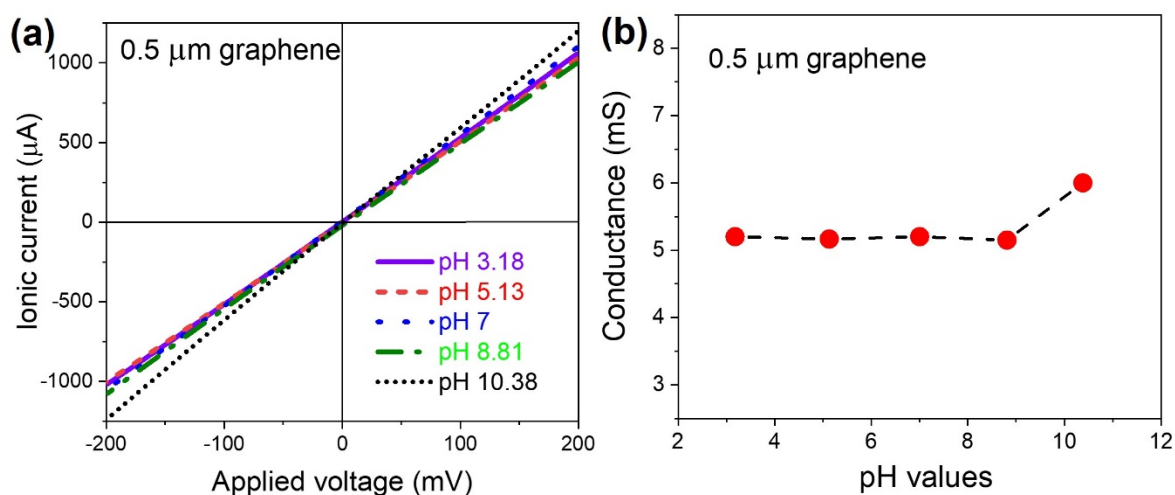 (a)
0.5 μm graphene
Ionic current (μA)
1000
500
0
-500
-1000
pH 3.18
pH 5.13
pH 7
pH 8.81
pH 10.38
-200
-100
0
100
200
Applied voltage (mV)
(b)
0.5 μm graphene
Conductance (mS)
8
7
6
5
4
3
2
4
6
8
10
12
pH values